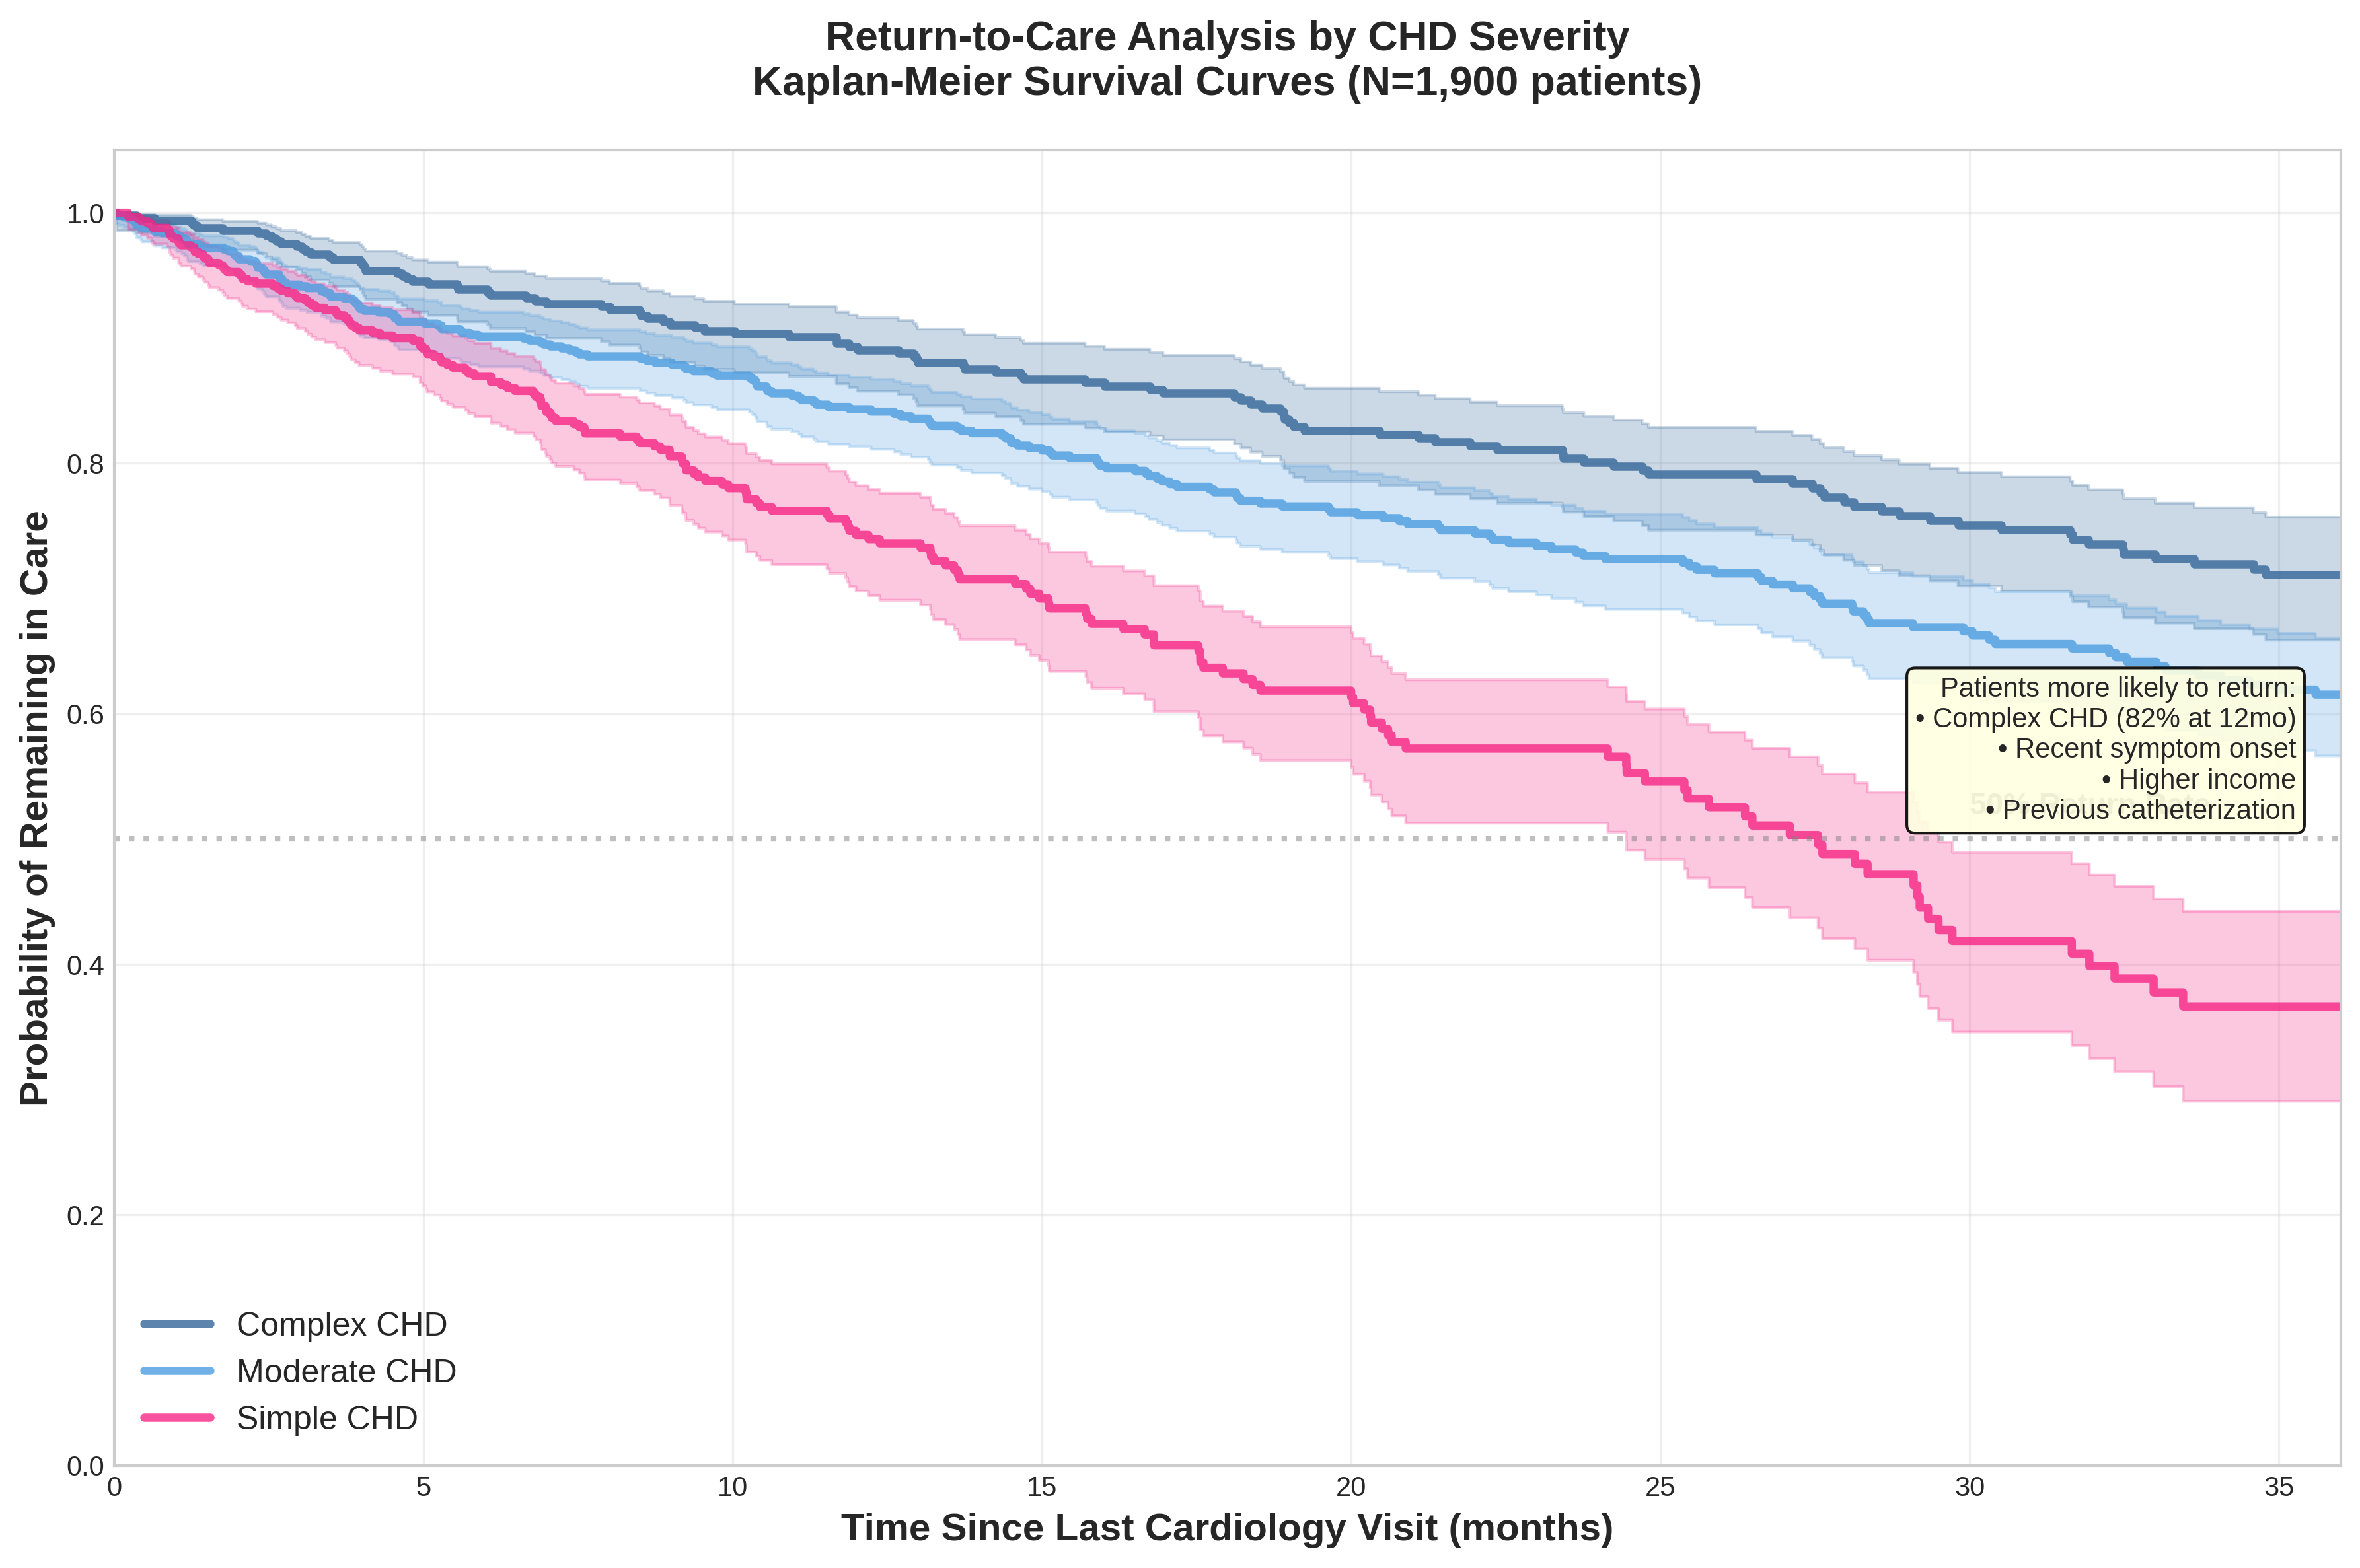 Return-to-Care Analysis by CHD Severity
Kaplan-Meier Survival Curves (N=1,900 patients)
Probability of Remaining in Care
1.0
0.8
0.6
0.4
0.2
0.0
Patients more likely to return:
• Complex CHD (82% at 12mo)
• Recent symptom onset
• Higher income
• Previous catheterization
50%
Complex CHD
Moderate CHD
Simple CHD
0
5
10
15
20
25
30
35
Time Since Last Cardiology Visit (months)